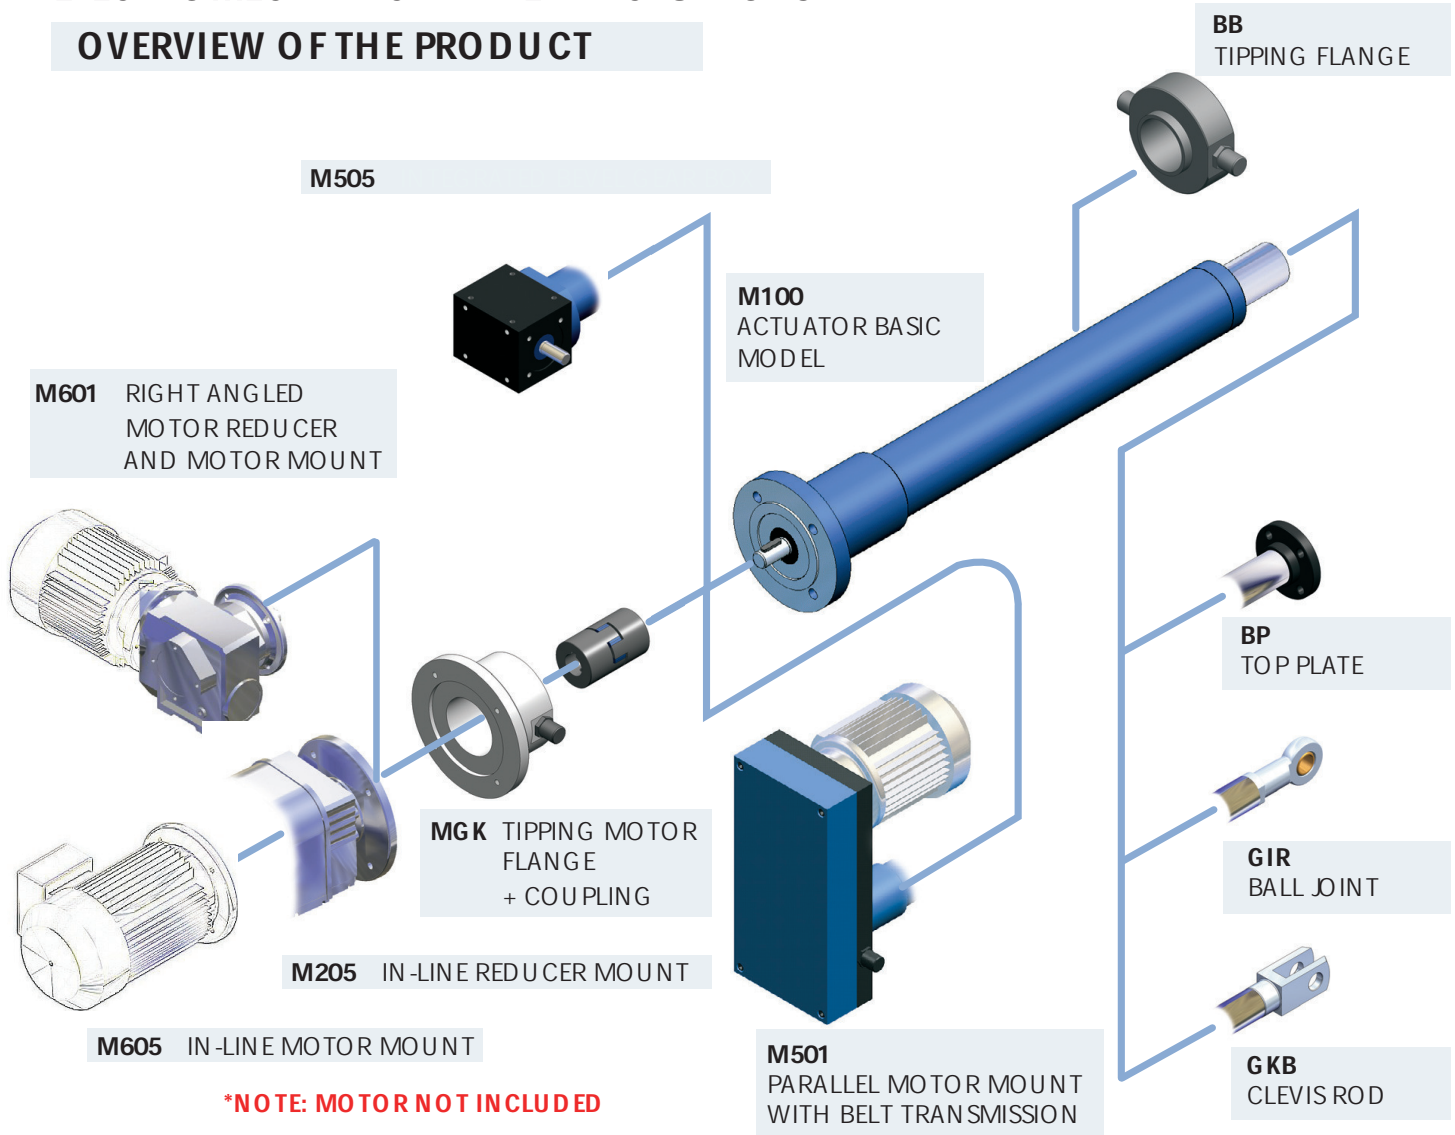 OVERVIEW OF THE PRODUCT
BB
TIPPING FLANGE
M505
M100
ACTUATOR BASIC
MODEL
M601 RIGHT ANGLED
MOTOR REDUCER
AND MOTOR MOUNT
BP
TOP PLATE
MGK TIPPING MOTOR
FLANGE
+ COUPLING
GIR
BALL JOINT
M205 IN-LINE REDUCER MOUNT
M605 IN-LINE MOTOR MOUNT
M501
PARALLEL MOTOR MOUNT
WITH BELT TRANSMISSION
GKB
CLEVIS ROD
*NOTE: MOTOR NOT INCLUDED